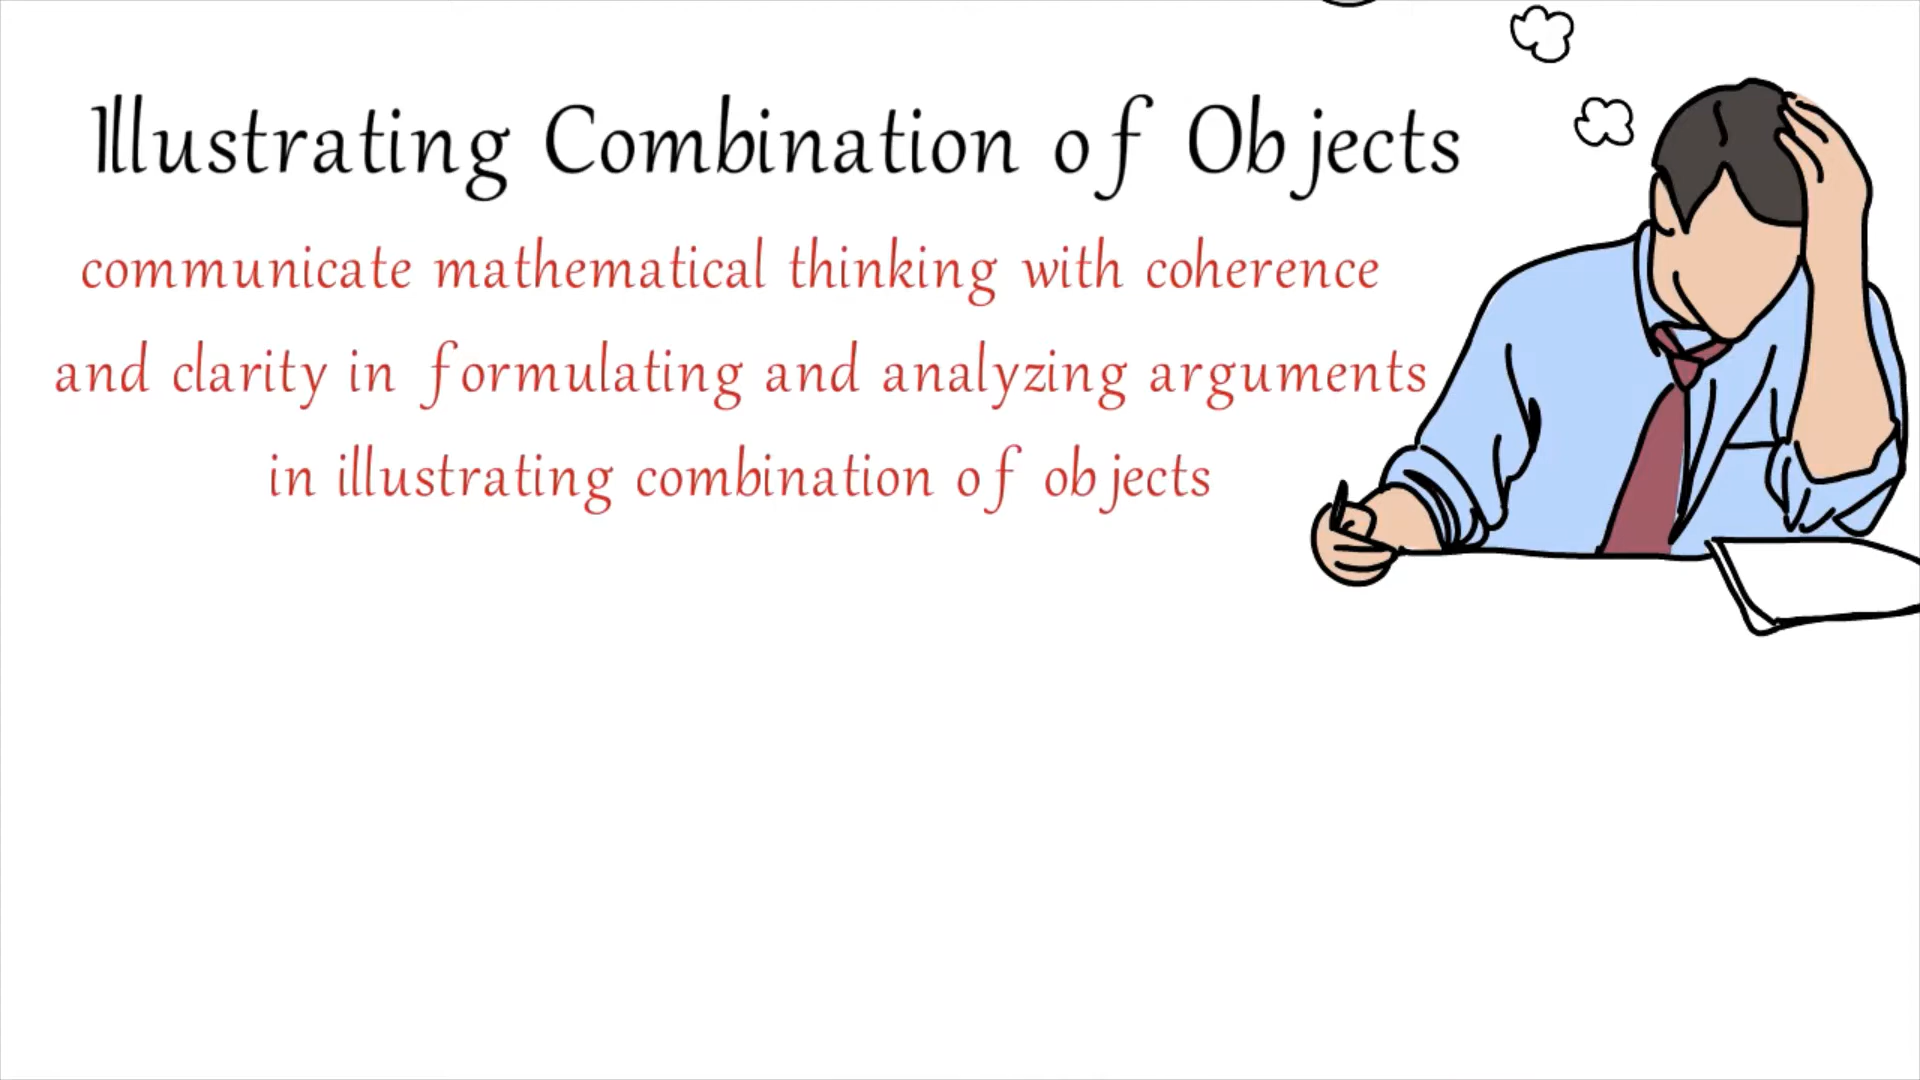 Illustrating Combination of Objects
communicate mathematical thinking with coherence
and clarity in formulating and analyzing arguments
in illustrating combination of objects